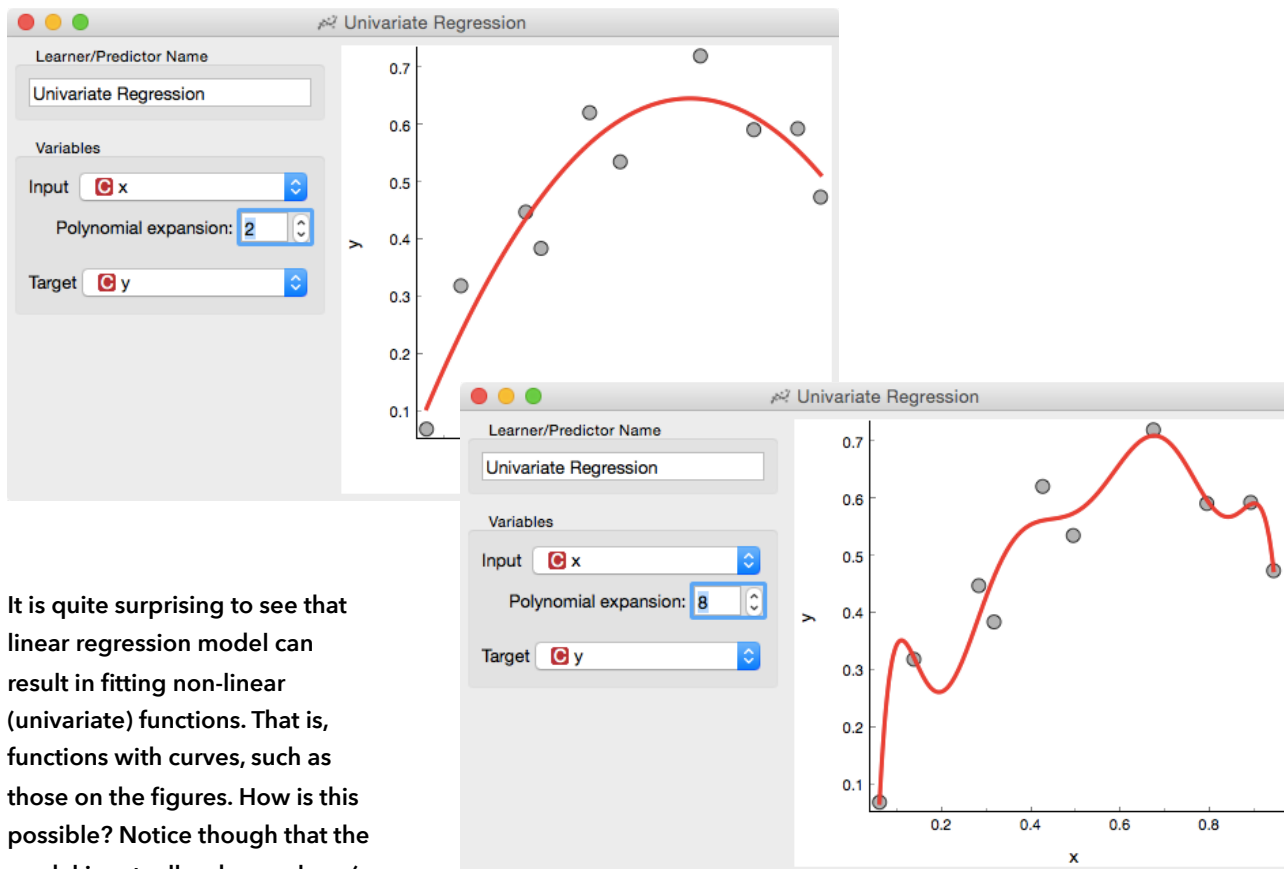 Univariate Regression
Learner/Predictor Name
Univariate Regression
Variables
Input C x
Polynomial expansion: 2
Target C y
0.7
0.6
0.5
0.4
0.3
0.2
0.1
y
Univariate Regression
Learner/Predictor Name
Univariate Regression
Variables
Input C x
Polynomial expansion: 8
Target C y
0.7
0.6
0.5
0.4
0.3
0.2
0.1
y
0.2 0.4 0.6 0.8
x
It is quite surprising to see that
linear regression model can
result in fitting non-linear
(univariate) functions. That is,
functions with curves, such as
those on the figures. How is this
possible? Notice though that the